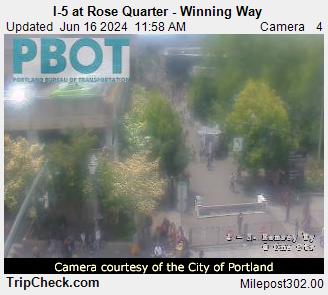 I-5 at Rose Quarter - Winning Way
Updated Jun 16 2024 11:58 AM Camera 4
PBOT
PORTLAND BUREAU OF TRANSPORTATION
Camera courtesy of the City of Portland
TripCheck.com Milepost302.00